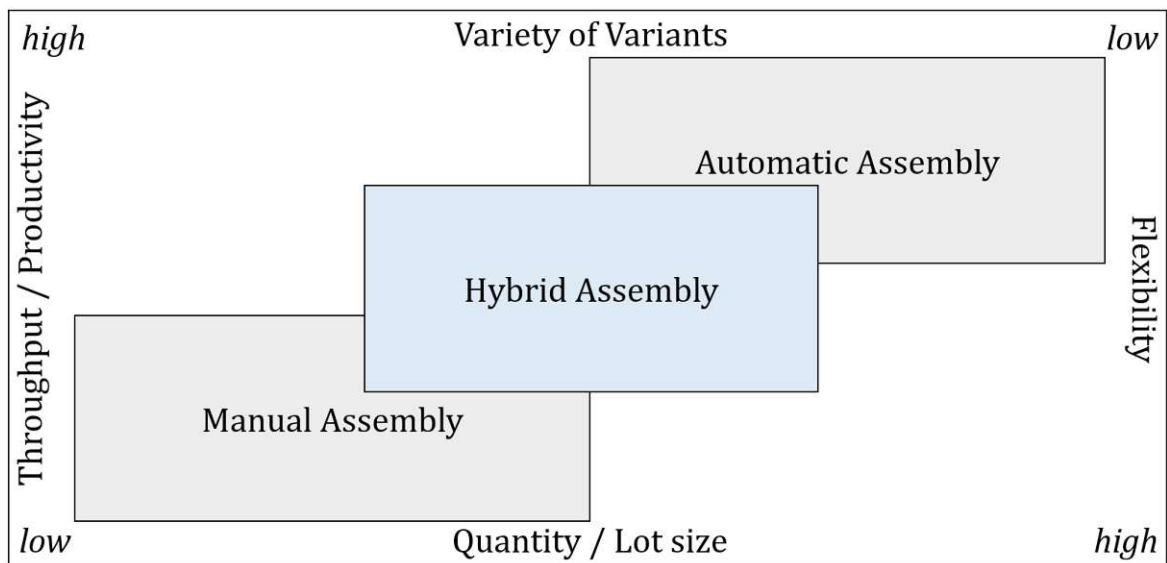 high
Variety of Variants
low
Throughput / Productivity
Automatic Assembly
Flexibility
Hybrid Assembly
Manual Assembly
low
Quantity / Lot size
high